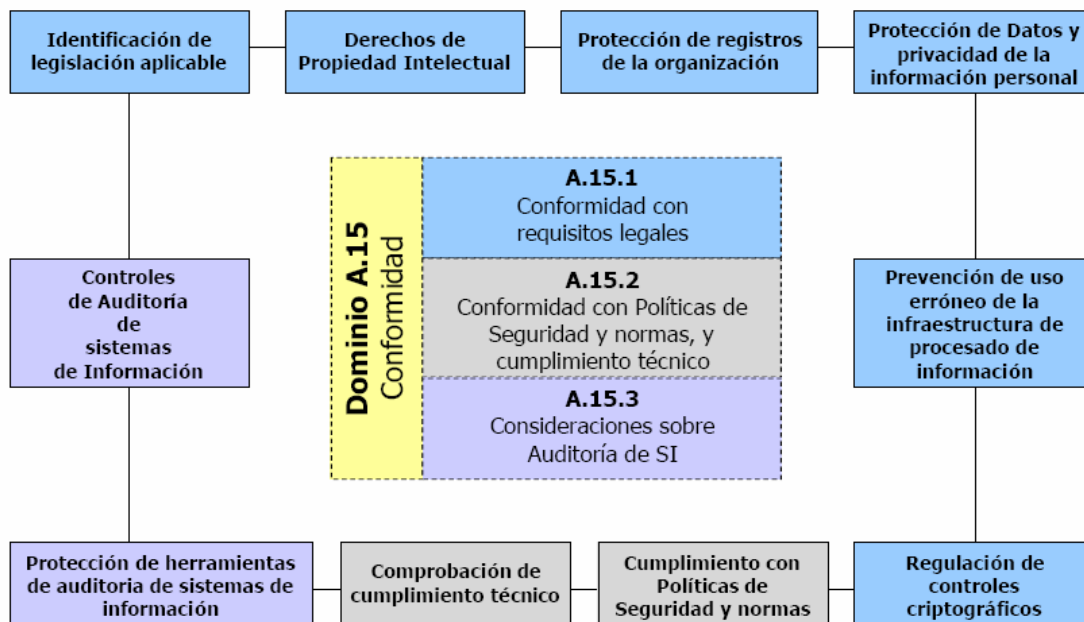 Identificación de
legislación aplicable
Derechos de
Propiedad Intelectual
Protección de registros
de la organización
Protección de Datos y
privacidad de la
información personal
Dominio A.15
Conformidad
A.15.1
Conformidad con
requisitos legales
A.15.2
Conformidad con Políticas de
Seguridad y normas, y
cumplimiento técnico
A.15.3
Consideraciones sobre
Auditoría de SI
Controles
de Auditoría
de
sistemas
de Información
Prevención de uso
erróneo de la
infraestructura de
procesado de
información
Protección de herramientas
de auditoria de sistemas de
información
Comprobación de
cumplimiento técnico
Cumplimiento con
Políticas de
Seguridad y normas
Regulación de
controles
criptográficos